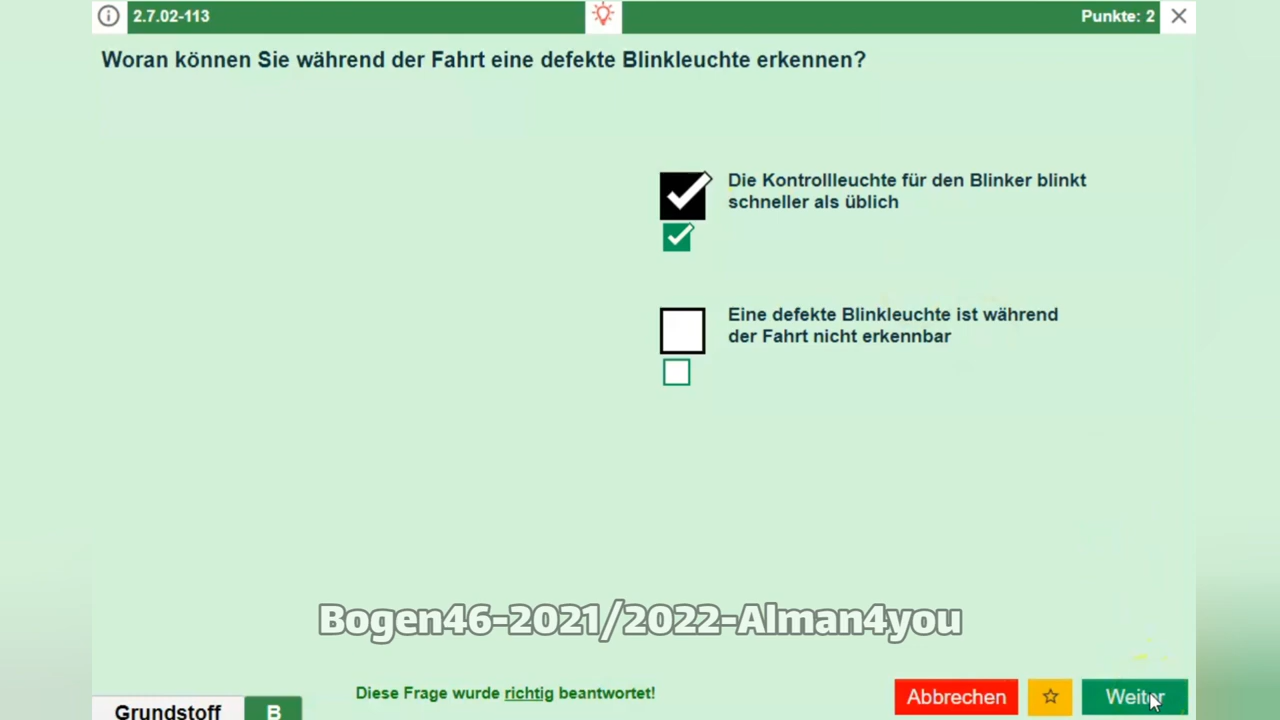 2.7.02-113
Punkte: 2
Woran können Sie während der Fahrt eine defekte Blinkleuchte erkennen?
Die Kontrollleuchte für den Blinker blinkt
schneller als üblich
Eine defekte Blinkleuchte ist während
der Fahrt nicht erkennbar
Bogen46-2021/2022-Alman4you
Diese Frage wurde richtig beantwortet!
Abbrechen
Weiter
Grundstoff
B